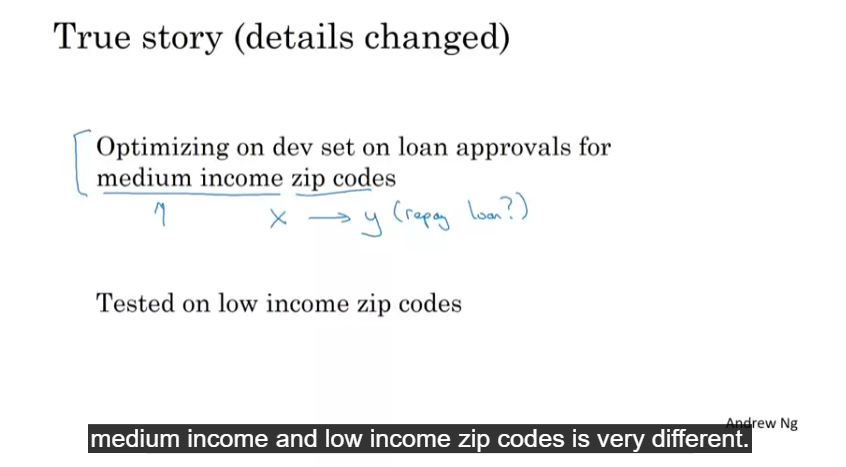 True story (details changed)
Optimizing on dev set on loan approvals for
medium income zip codes
x → y (repay loan?)
Tested on low income zip codes
Andrew Ng
medium income and low income zip codes is very different.